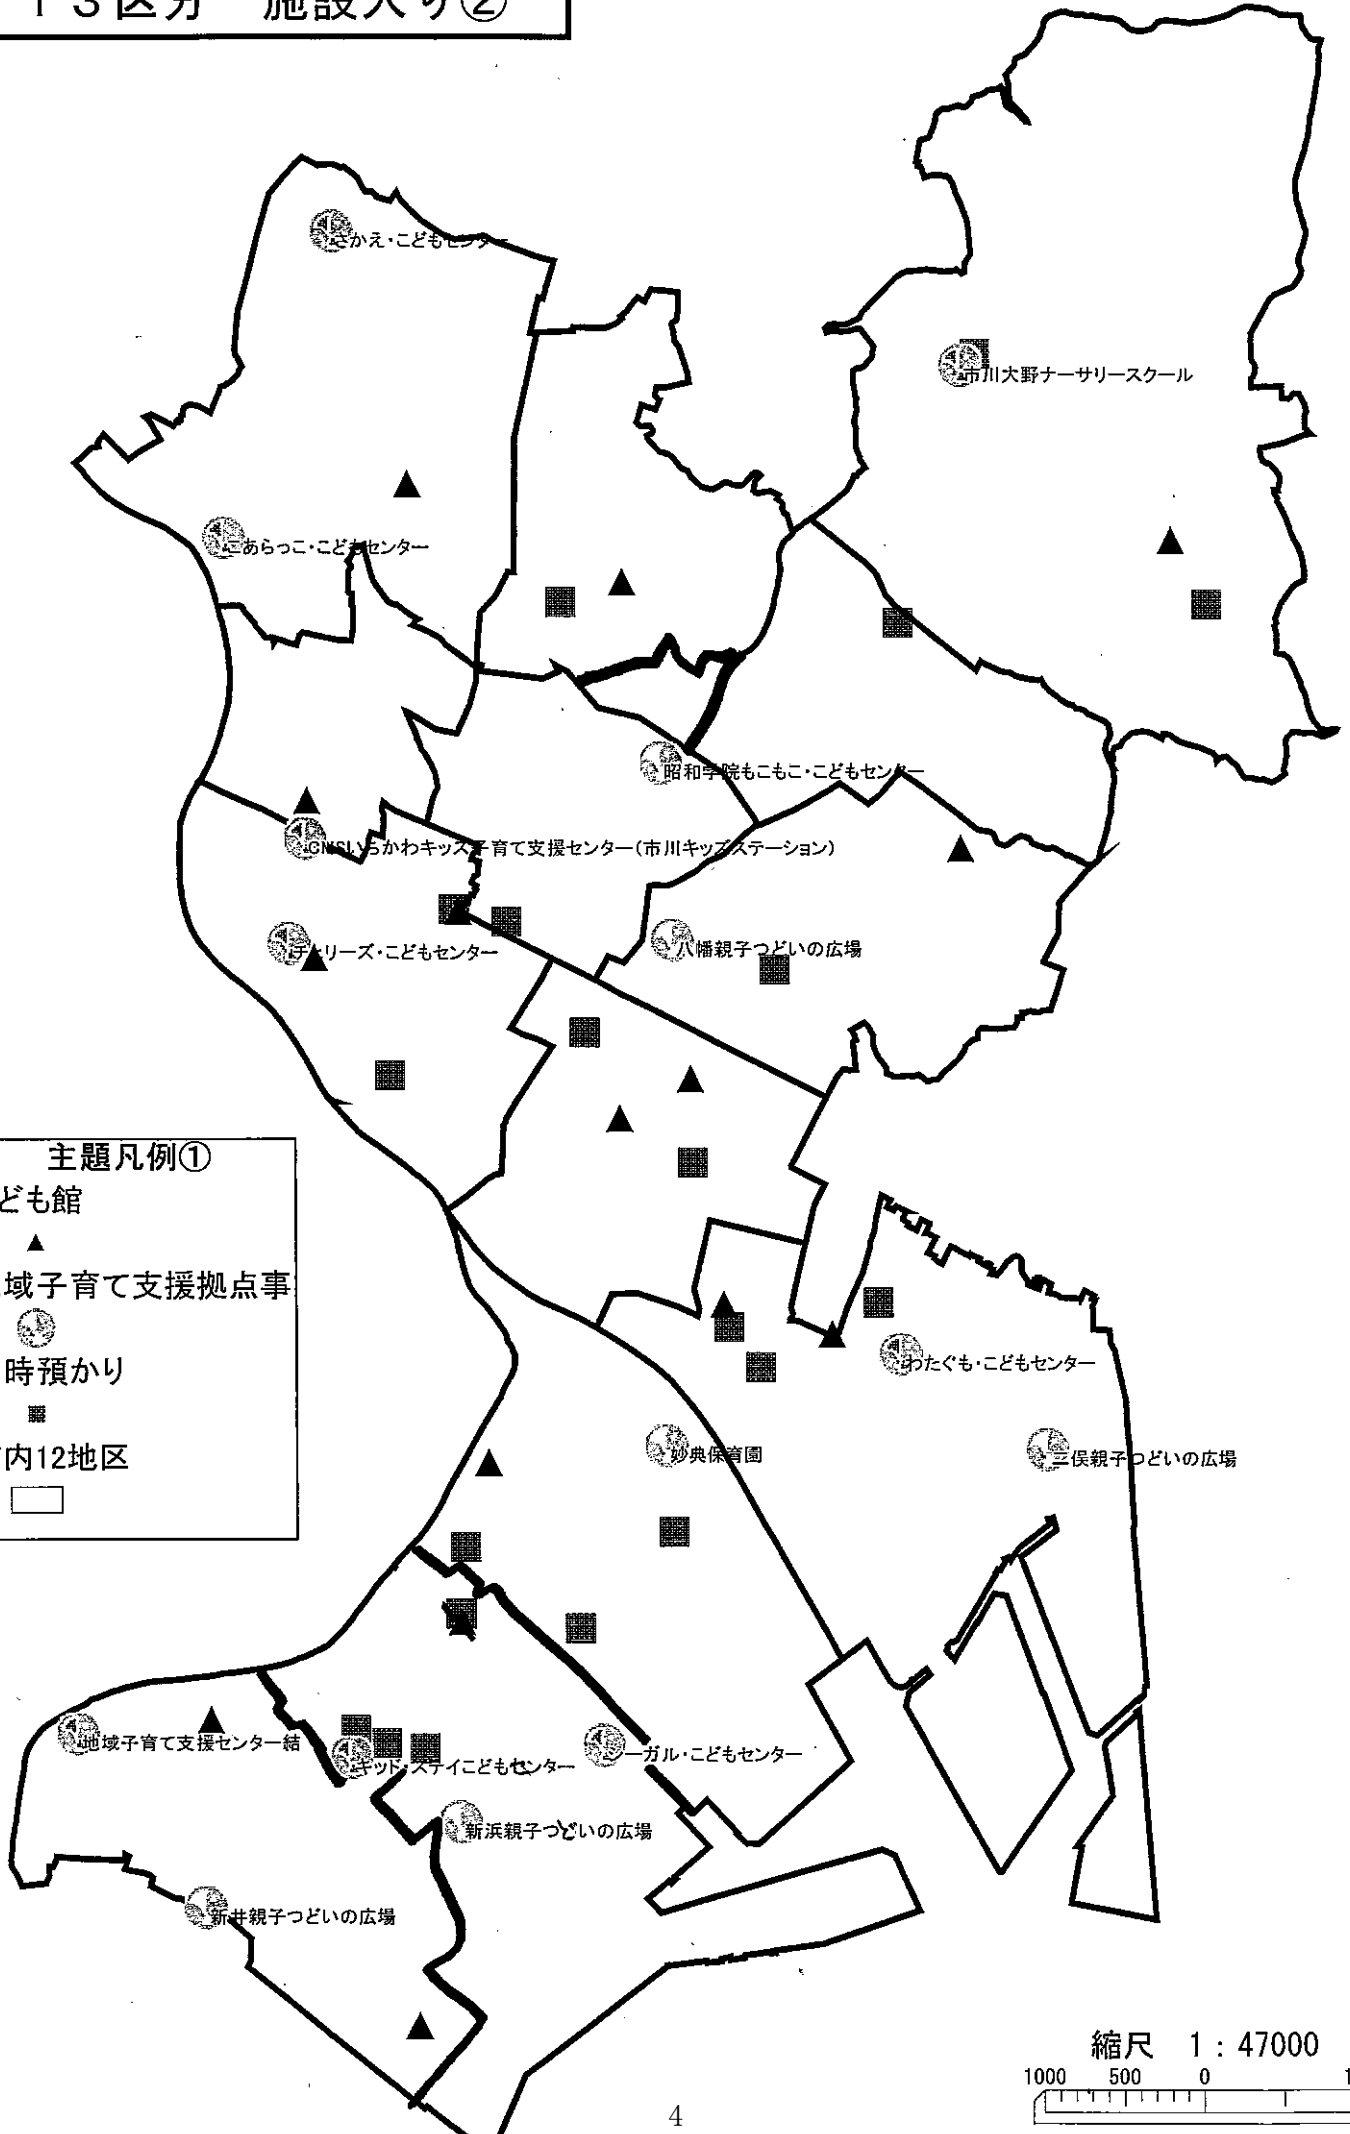 １３区分　施設入り②
さかえ・こどもセンター
市川大野ナーサリースクール
こあらっこ・こどもセンター
昭和学院もこもこ・こどもセンター
CMSいちかわキッズ子育て支援センター（市川キッズステーション）
チェリーズ・こどもセンター
八幡親子つどいの広場
主題凡例①
ども館
域子育て支援拠点事
時預かり
内12地区
わたぐも・こどもセンター
妙典保育園
二俣親子つどいの広場
地域子育て支援センター結
キッド・ステイこどもセンター
シーガル・こどもセンター
新浜親子つどいの広場
新井親子つどいの広場
縮尺　1：47000
1000 500 0 1
4